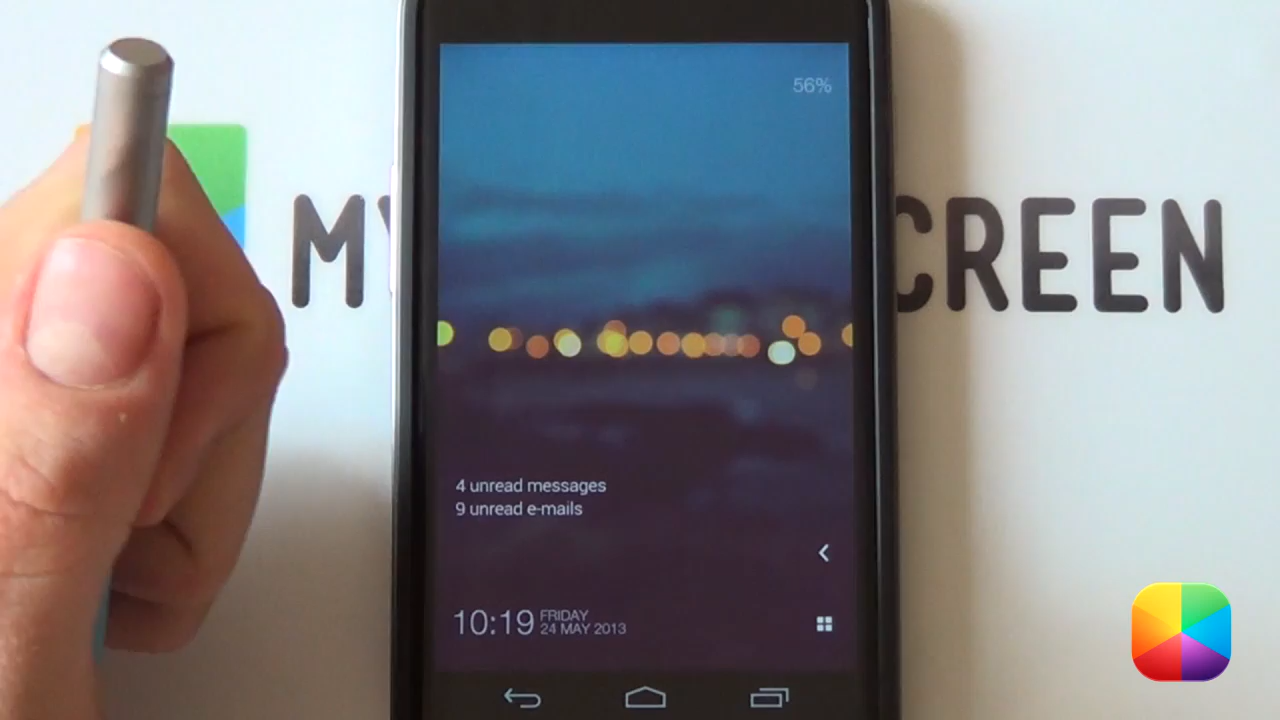 56%
MY
CREEN
4 unread messages
9 unread e-mails
10:19
FRIDAY
24 MAY 2013